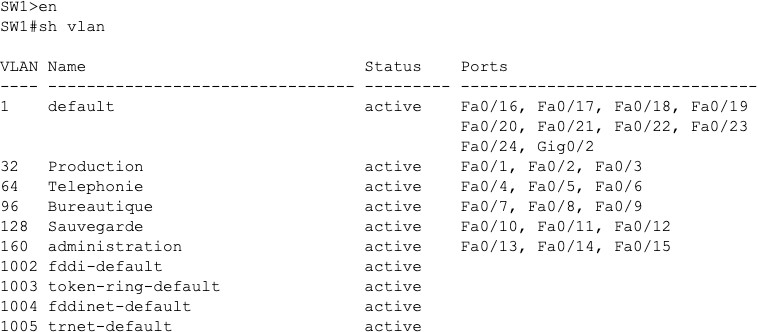 SW1>en
SW1#sh vlan
VLAN Name                             Status    Ports
---- -------------------------------- --------- -------------------------------
1    default                          active    Fa0/16, Fa0/17, Fa0/18, Fa0/19
                                                Fa0/20, Fa0/21, Fa0/22, Fa0/23
                                                Fa0/24, Gig0/2
32   Production                       active    Fa0/1, Fa0/2, Fa0/3
64   Telephonie                       active    Fa0/4, Fa0/5, Fa0/6
96   Bureautique                      active    Fa0/7, Fa0/8, Fa0/9
128  Sauvegarde                       active    Fa0/10, Fa0/11, Fa0/12
160  administration                   active    Fa0/13, Fa0/14, Fa0/15
1002 fddi-default                     active
1003 token-ring-default               active
1004 fddinet-default                  active
1005 trnet-default                    active